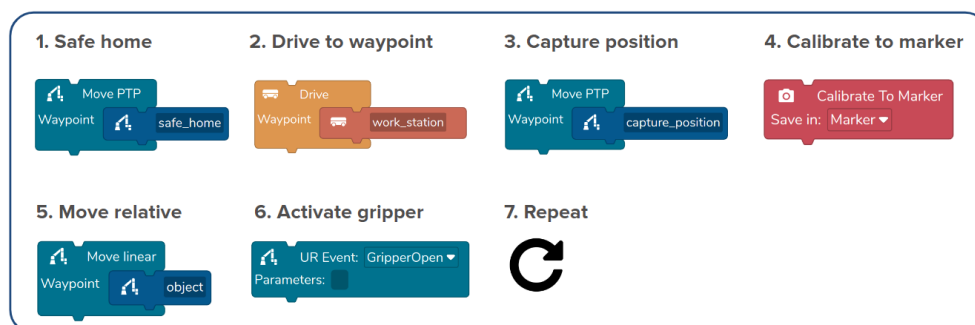 1. Safe home
2. Drive to waypoint
3. Capture position
4. Calibrate to marker
Move PTP
Waypoint safe_home
Drive
Waypoint work_station
Move PTP
Waypoint capture_position
Calibrate To Marker
Save in: Marker
5. Move relative
6. Activate gripper
7. Repeat
Move linear
Waypoint object
UR Event: GripperOpen
Parameters: